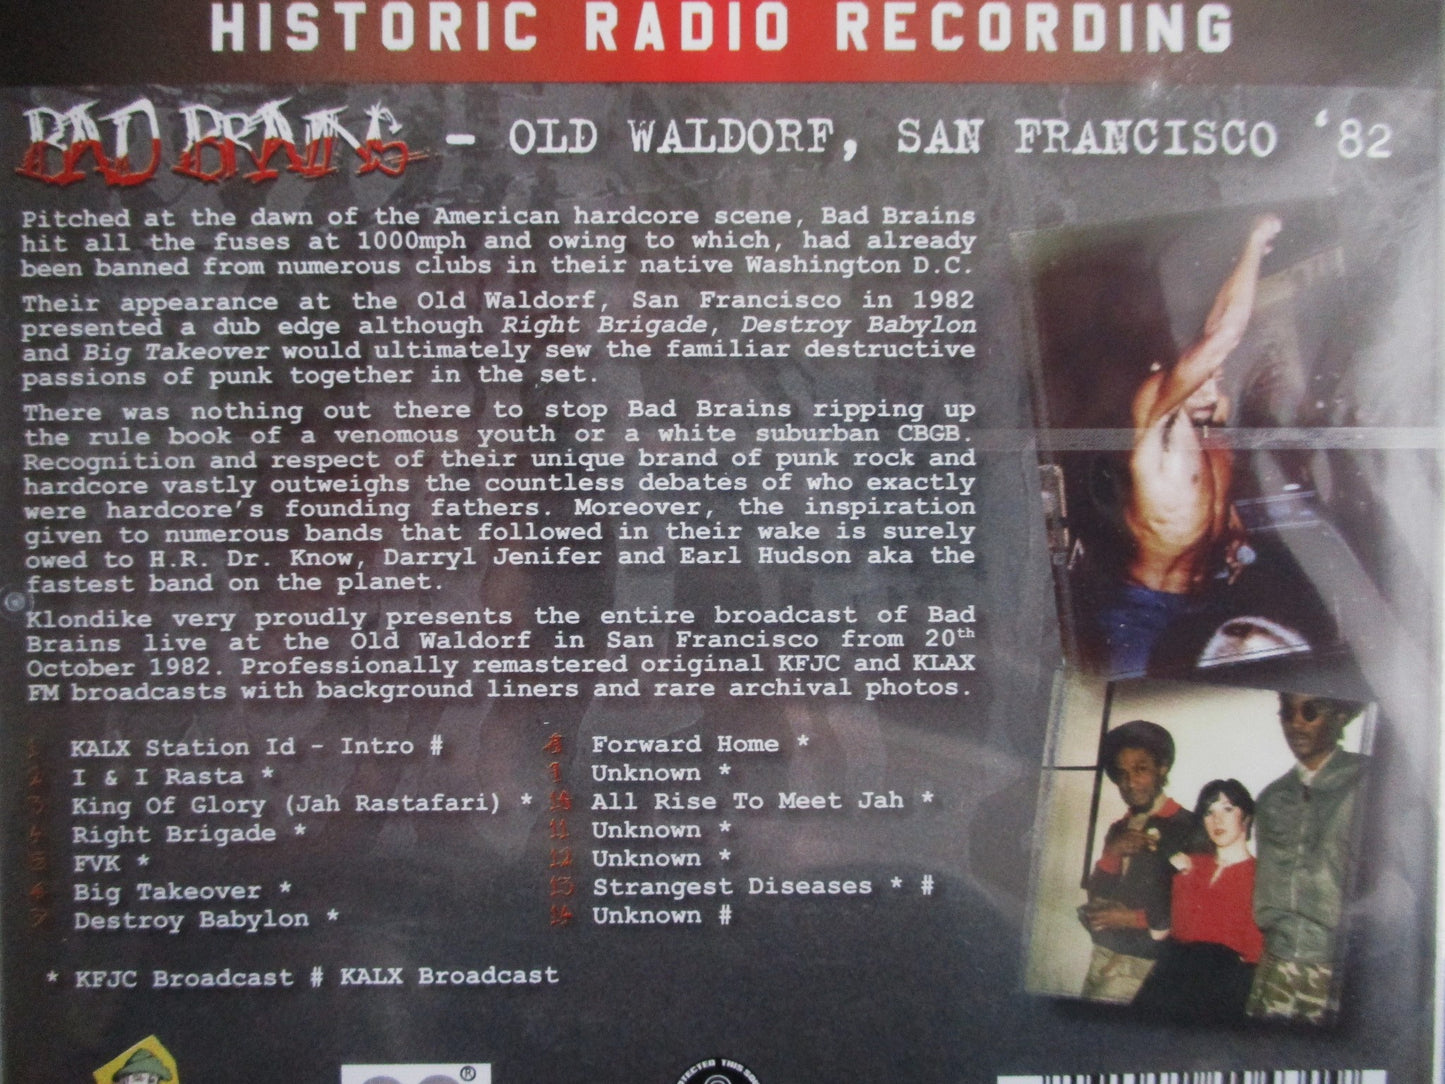 HISTORIC RADIO RECORDING
BAD BRAINS - OLD WALDORF, SAN FRANCISCO '82
Pitched at the dawn of the American hardcore scene, Bad Brains
hit all the fuses at 1000mph and owing to which, had already
been banned from numerous clubs in their native Washington D.C.
Their appearance at the Old Waldorf, San Francisco in 1982
presented a dub edge although Right Brigade, Destroy Babylon
and Big Takeover would ultimately sew the familiar destructive
passions of punk together in the set.
There was nothing out there to stop Bad Brains ripping up
the rule book of a venomous youth or a white suburban CBGB.
Recognition and respect of their unique brand of punk rock and
hardcore vastly outweighs the countless debates of who exactly
were hardcore's founding fathers. Moreover, the inspiration
given to numerous bands that followed in their wake is surely
owed to H.R. Dr. Know, Darryl Jenifer and Earl Hudson aka the
fastest band on the planet.
Klondike very proudly presents the entire broadcast of Bad
Brains live at the Old Waldorf in San Francisco from 20th
October 1982. Professionally remastered original KFJC and KLAX
FM broadcasts with background liners and rare archival photos.
KALX Station Id - Intro #
I & I Rasta *
King Of Glory (Jah Rastafari) *
Right Brigade *
FVK *
Big Takeover *
Destroy Babylon *
Forward Home *
Unknown *
All Rise To Meet Jah *
11 Unknown *
12 Unknown *
13 Strangest Diseases * #
14 Unknown #
* KFJC Broadcast # KALX Broadcast
®